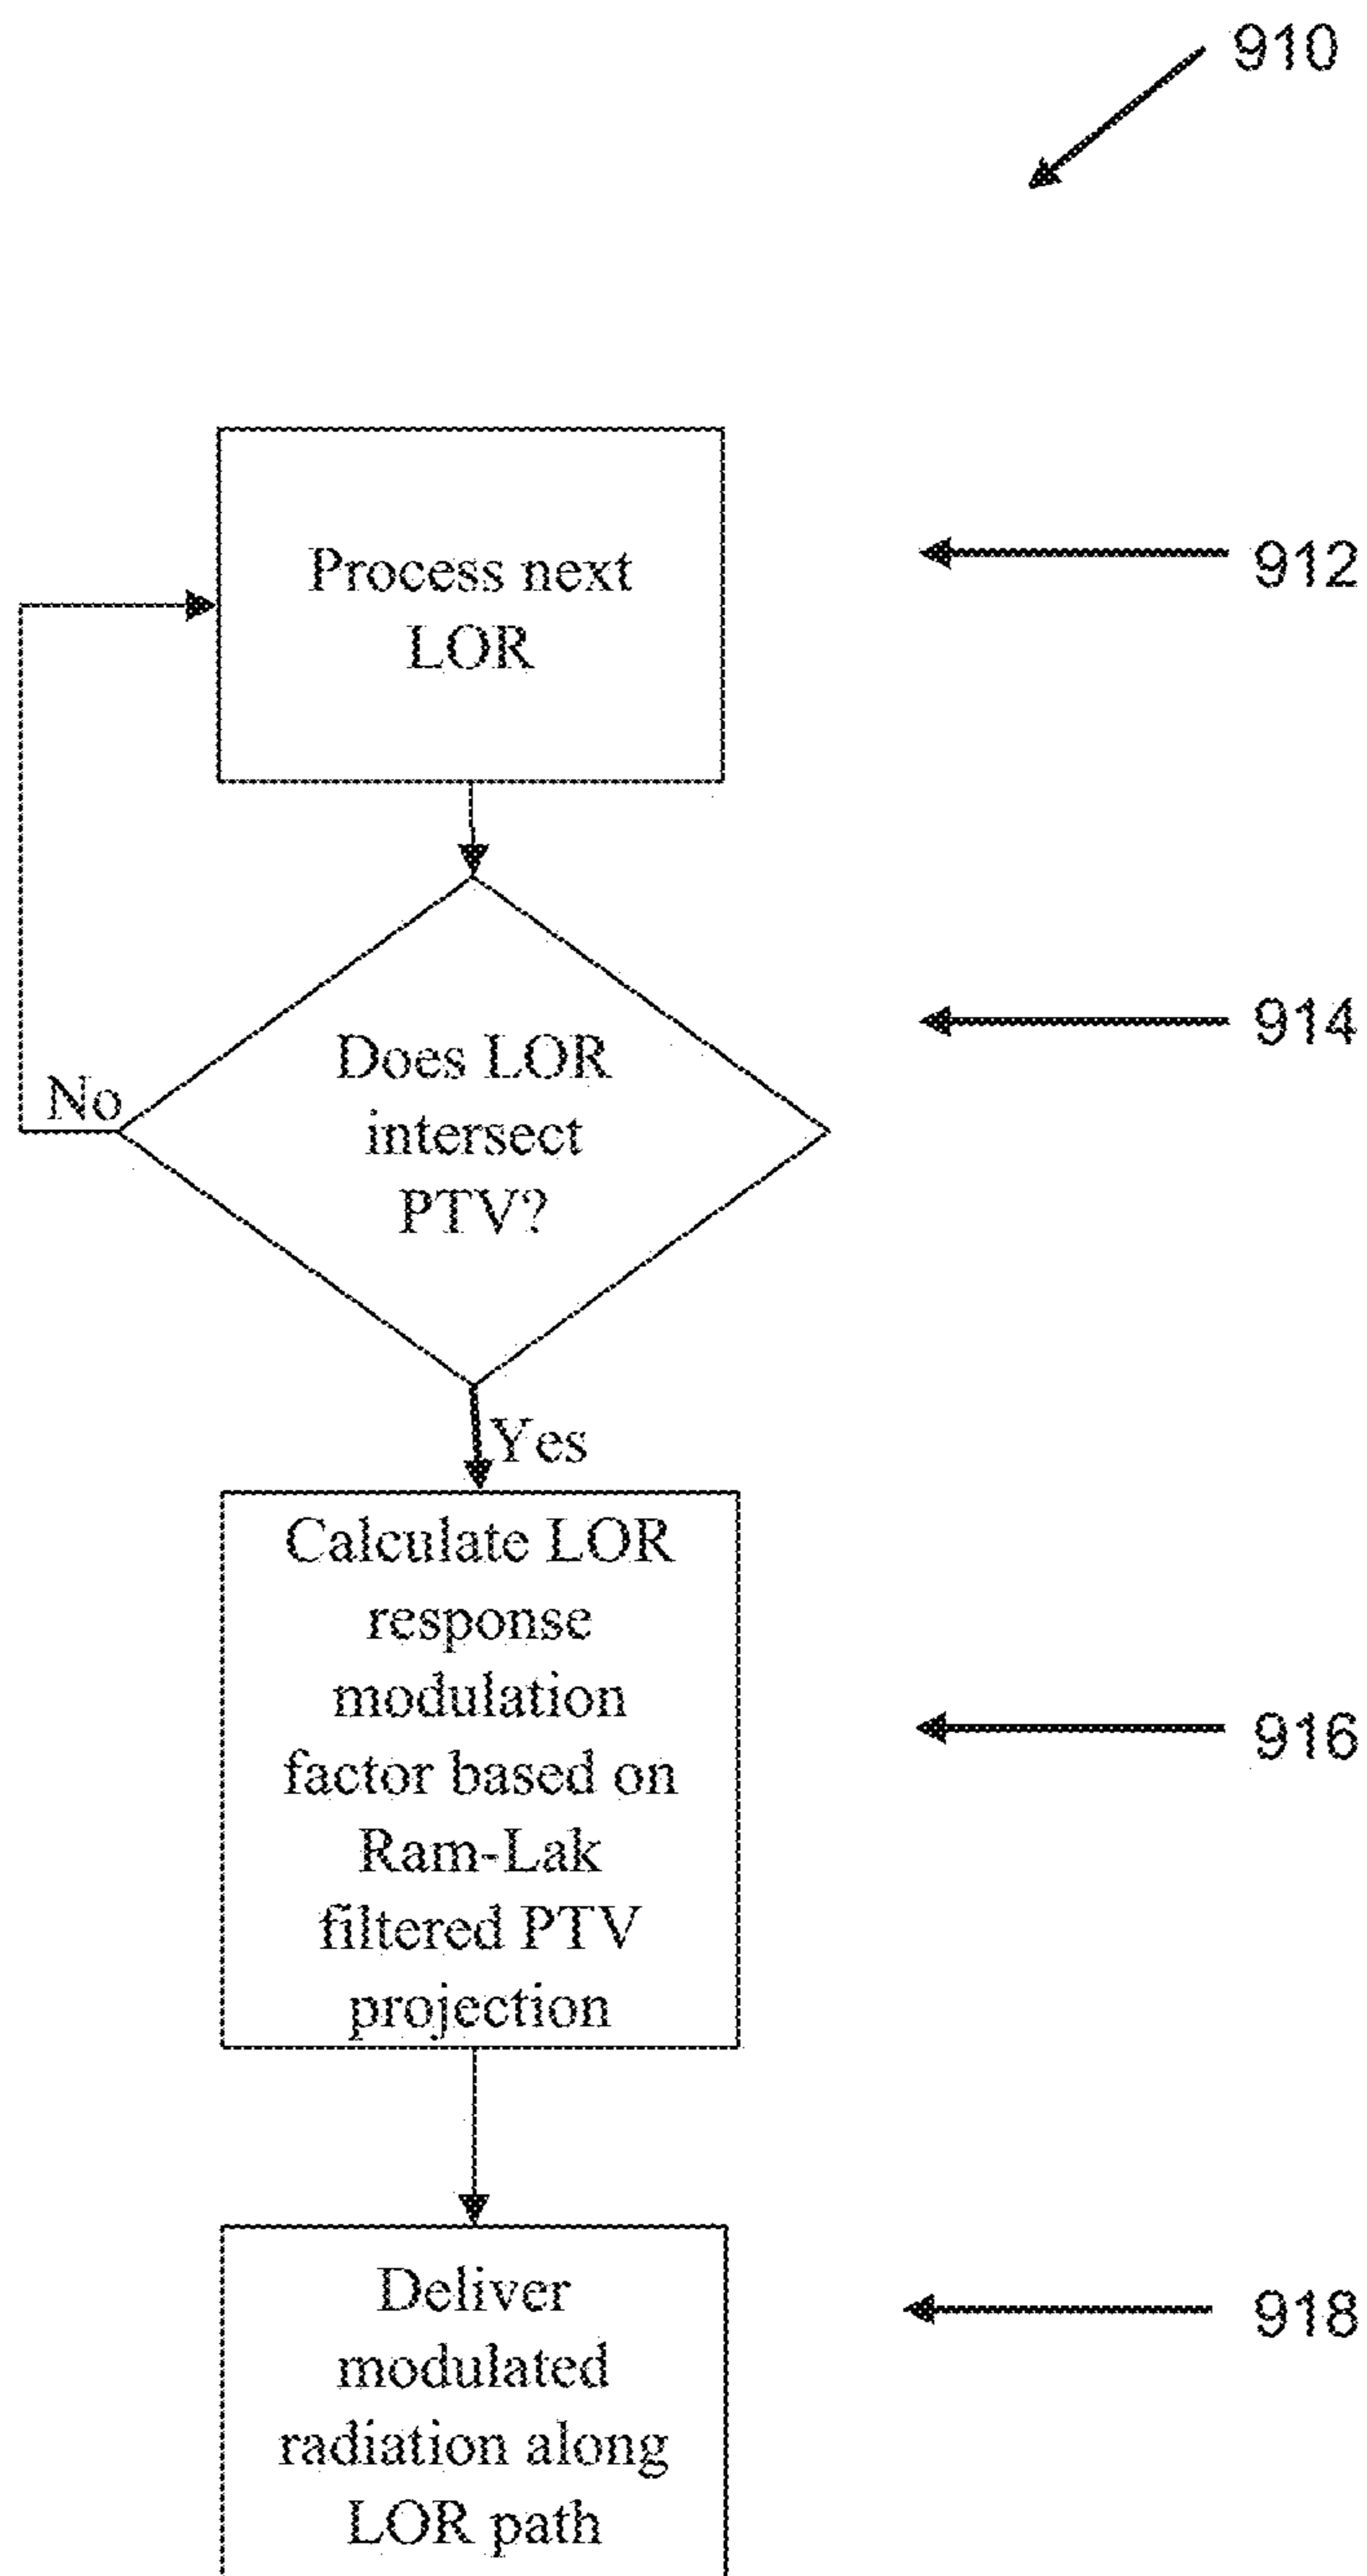 910
Process next
LOR
912
Does LOR
intersect
PTV?
914
No
Yes
Calculate LOR
response
modulation
factor based on
Ram-Lak
filtered PTV
projection
916
Deliver
modulated
radiation along
LOR path
918